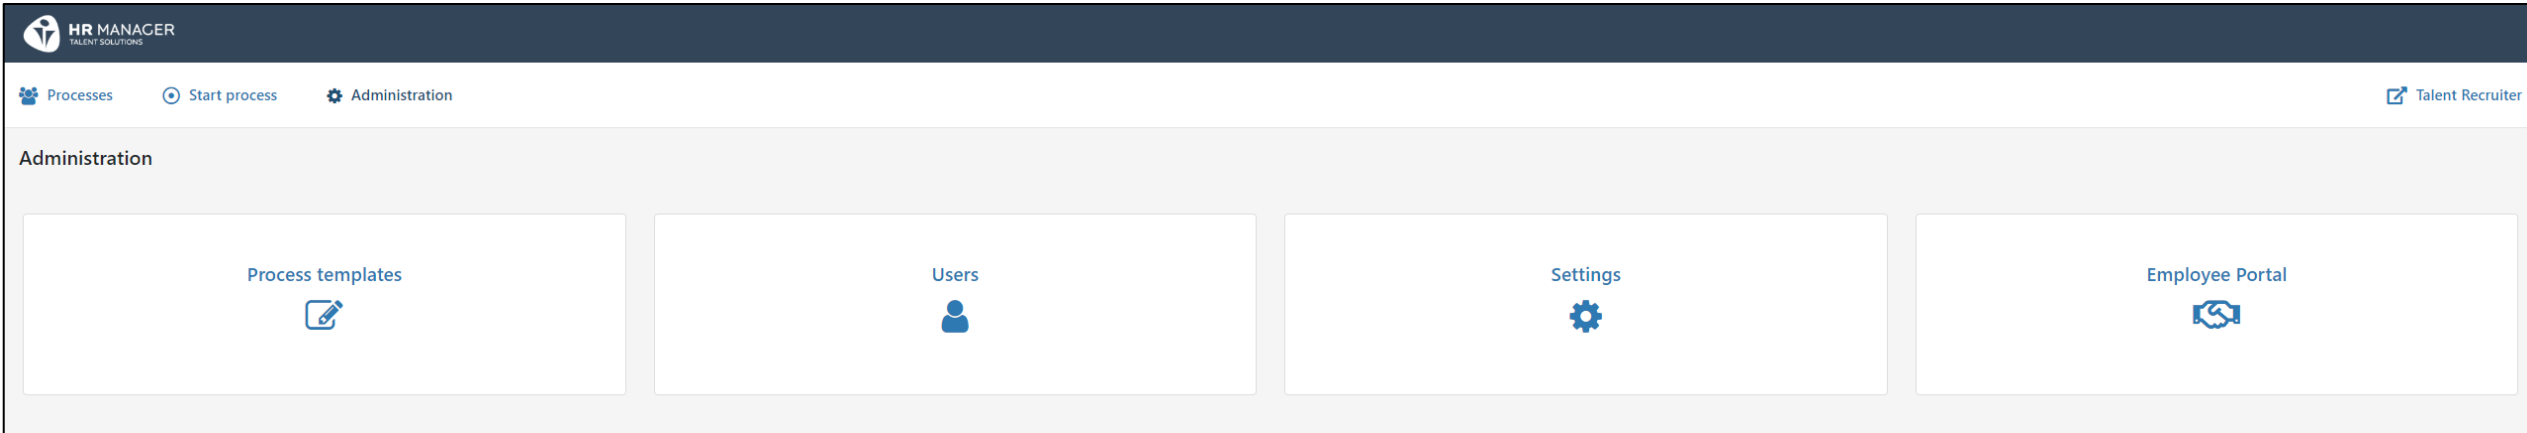 HR MANAGER
TALENT SOLUTIONS
Processes
Start process
Administration
Talent Recruiter
Administration
Process templates
Users
Settings
Employee Portal